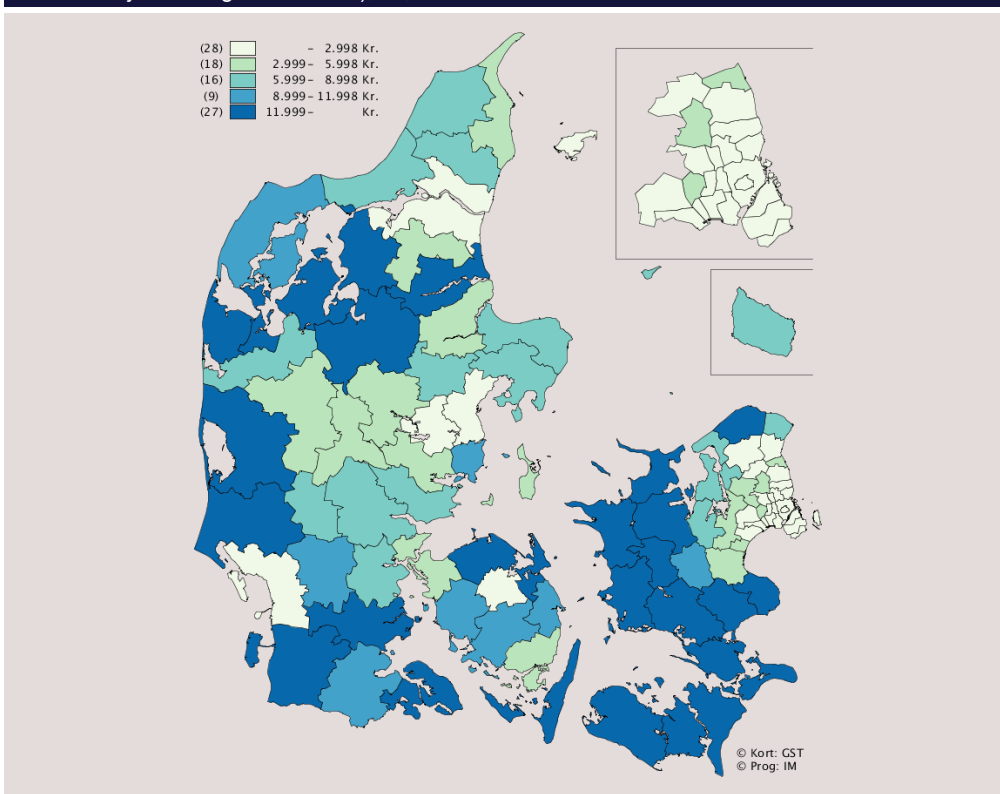 (28) – 2.998 Kr.
(18) 2.999– 5.998 Kr.
(16) 5.999– 8.998 Kr.
(9) 8.999– 11.998 Kr.
(27) 11.999– Kr.
© Kort: GST
© Prog: IM